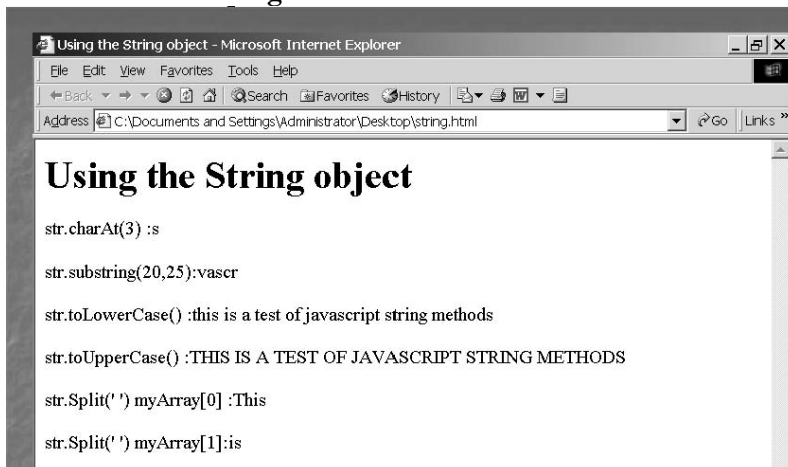 Using the String object - Microsoft Internet Explorer
File Edit View Favorites Tools Help
Back Search Favorites History
Address C:\Documents and Settings\Administrator\Desktop\string.html Go Links »
Using the String object
str.charAt(3) :s
str.substring(20,25):vascr
str.toLowerCase() :this is a test of javascript string methods
str.toUpperCase() :THIS IS A TEST OF JAVASCRIPT STRING METHODS
str.Split(' ') myArray[0] :This
str.Split(' ') myArray[1]:is